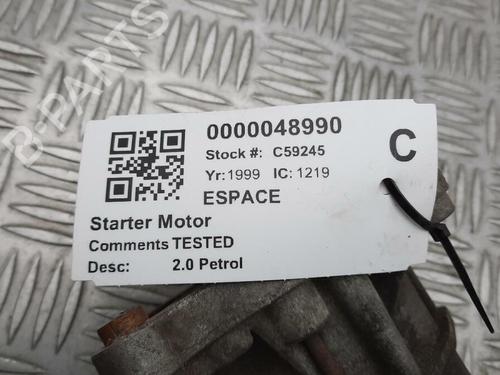 0000048990
Stock #: C59245
C
Yr:1999 IC: 1219
ESPACE
Starter Motor
Comments TESTED
Desc: 2.0 Petrol
B-PARTS